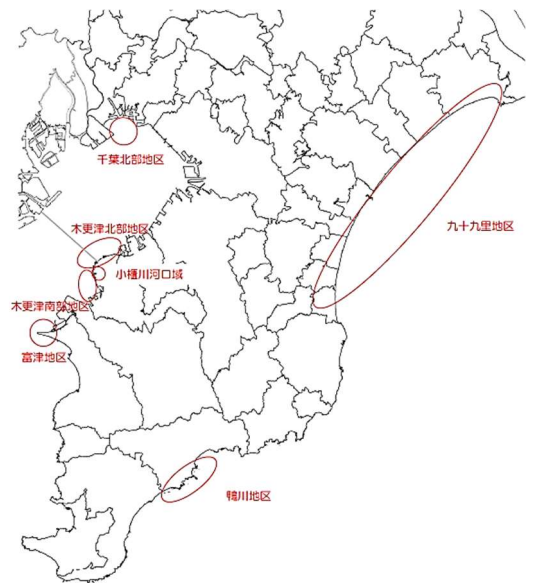 千葉北部地区
木更津北部地区
九十九里地区
小櫃川河口域
木更津南部地区
富津地区
鴨川地区